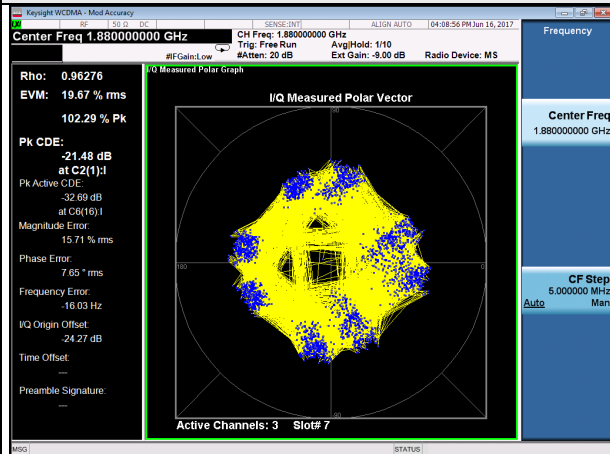 Keysight WCDMA - Mod Accuracy
RF 50 Ω DC SENSE:INT ALIGN AUTO 04:08:56 PM Jun 16, 2017
Center Freq 1.880000000 GHz
CH Freq: 1.880000000 GHz
Trig: Free Run Avg|Hold: 1/10
#IFGain:Low #Atten: 20 dB Ext Gain: -9.00 dB Radio Device: MS
Frequency
Rho: 0.96276
EVM: 19.67 % rms
102.29 % Pk
Pk CDE:
-21.48 dB
at C2(1):I
Pk Active CDE:
-32.69 dB
at C6(16):I
Magnitude Error:
15.71 % rms
Phase Error:
7.65 ° rms
Frequency Error:
-16.03 Hz
I/Q Origin Offset:
-24.27 dB
Time Offset:
---
Preamble Signature:
---
I/Q Measured Polar Graph
I/Q Measured Polar Vector
90
180
0
-90
Active Channels: 3 Slot# 7
Center Freq
1.880000000 GHz
CF Step
5.000000 MHz
Auto Man
MSG STATUS